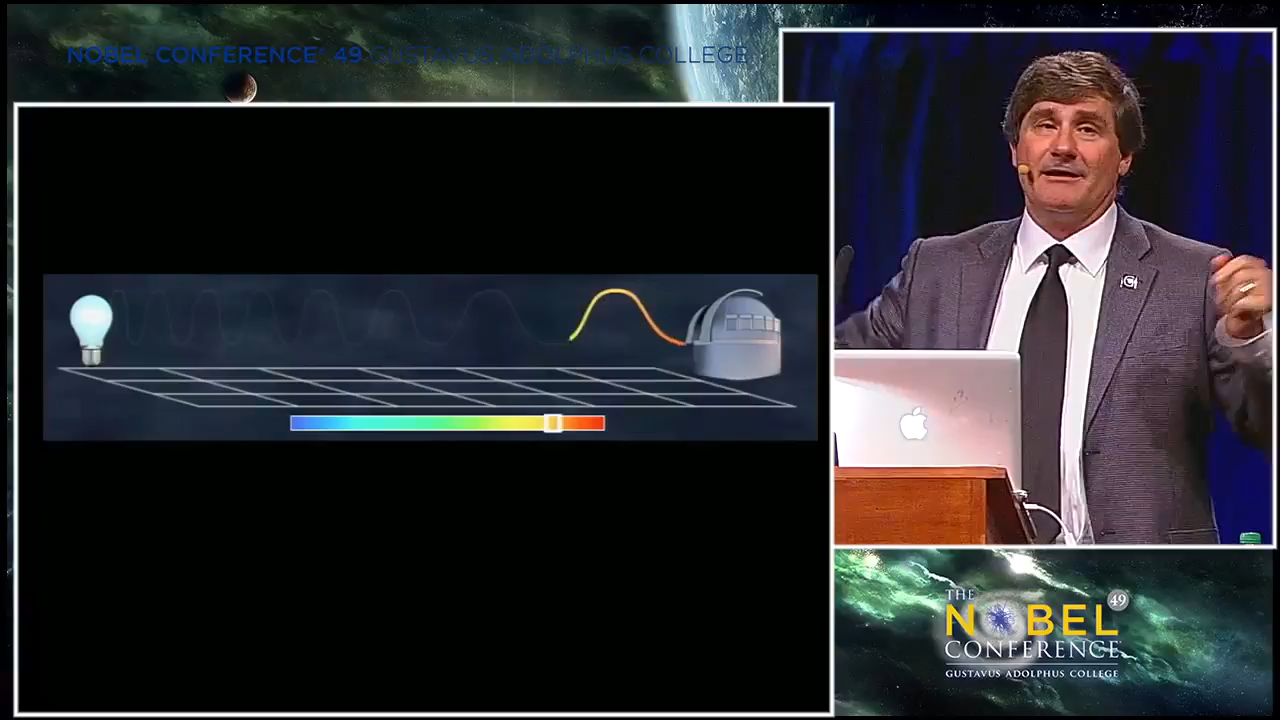 NOBEL CONFERENCE® 49 GUSTAVUS ADOLPHUS COLLEGE
THE
NOBEL 49
CONFERENCE
GUSTAVUS ADOLPHUS COLLEGE